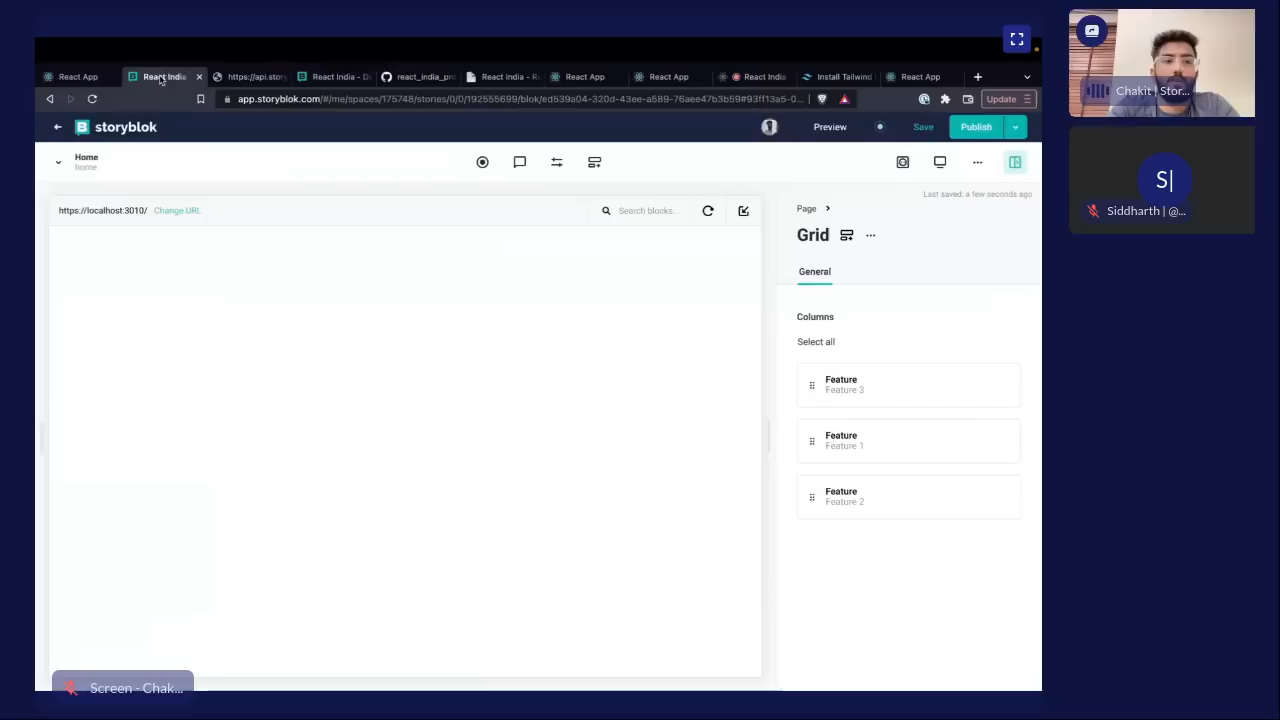 React App
React India
https://api.stor
React India - D
react_india_pro
React India - Ro
React App
React App
React India
Install Tailwind
React App
app.storyblok.com/#/me/spaces/175748/stories/0/0/192555699/blok/ed539a04-320d-43ee-a589-76aee47b3b59#93ff13a5-0...
Update
storyblok
Preview
Save
Publish
Home
home
Last saved: a few seconds ago
https://localhost:3010/ Change URL
Search blocks...
Page
Grid
General
Columns
Select all
Feature
Feature 3
Feature
Feature 1
Feature
Feature 2
Screen - Chak...
Chakit | Stor...
S|
Siddharth | @...